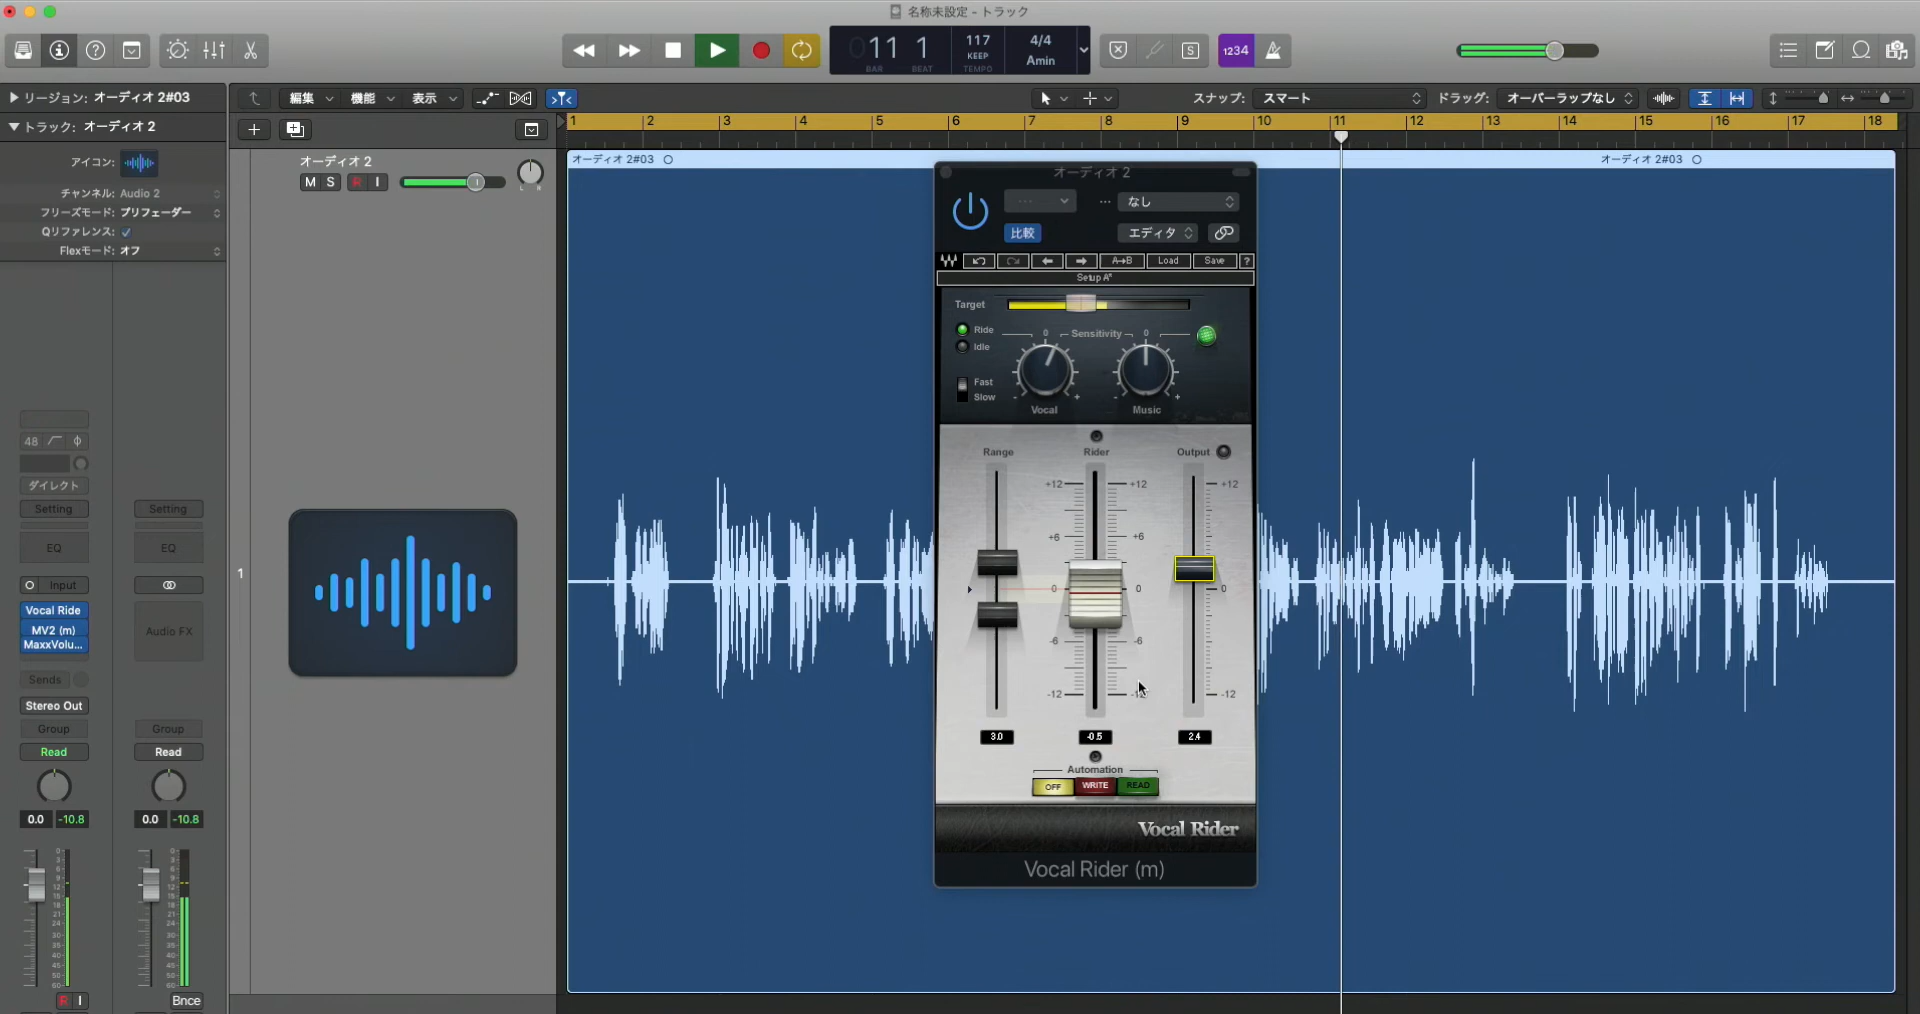 名称未設定 - トラック
11 1
BAR BEAT
117
KEEP
TEMPO
4/4
Amin
S
1234
リージョン: オーディオ 2#03
トラック: オーディオ 2
アイコン:
チャンネル: Audio 2
フリーズモード: プリフェーダー
Qリファレンス:
Flexモード: オフ
編集
機能
表示
スナップ: スマート
ドラッグ: オーバーラップなし
1 2 3 4 5 6 7 8 9 10 11 12 13 14 15 16 17 18
オーディオ 2
M S R I
L R
オーディオ 2#03
オーディオ 2#03
1
48
ダイレクト
Setting
Setting
EQ
EQ
Input
Vocal Ride
MV2 (m)
MaxxVolu...
Audio FX
Sends
Stereo Out
Group
Group
Read
Read
0.0 -10.8
0.0 -10.8
R I
Bnce
オーディオ 2
なし
比較
エディタ
A→B
Load
Save
?
Setup A*
Target
Ride
Idle
0 Sensitivity 0
Fast
Slow
- +
- +
Vocal
Music
Range
Rider
Output
+12 +12 +12
+6 +6
0 0 0
-6 -6
-12 -12 -12
3.0
-0.5
2.4
Automation
OFF WRITE READ
Vocal Rider
Vocal Rider (m)